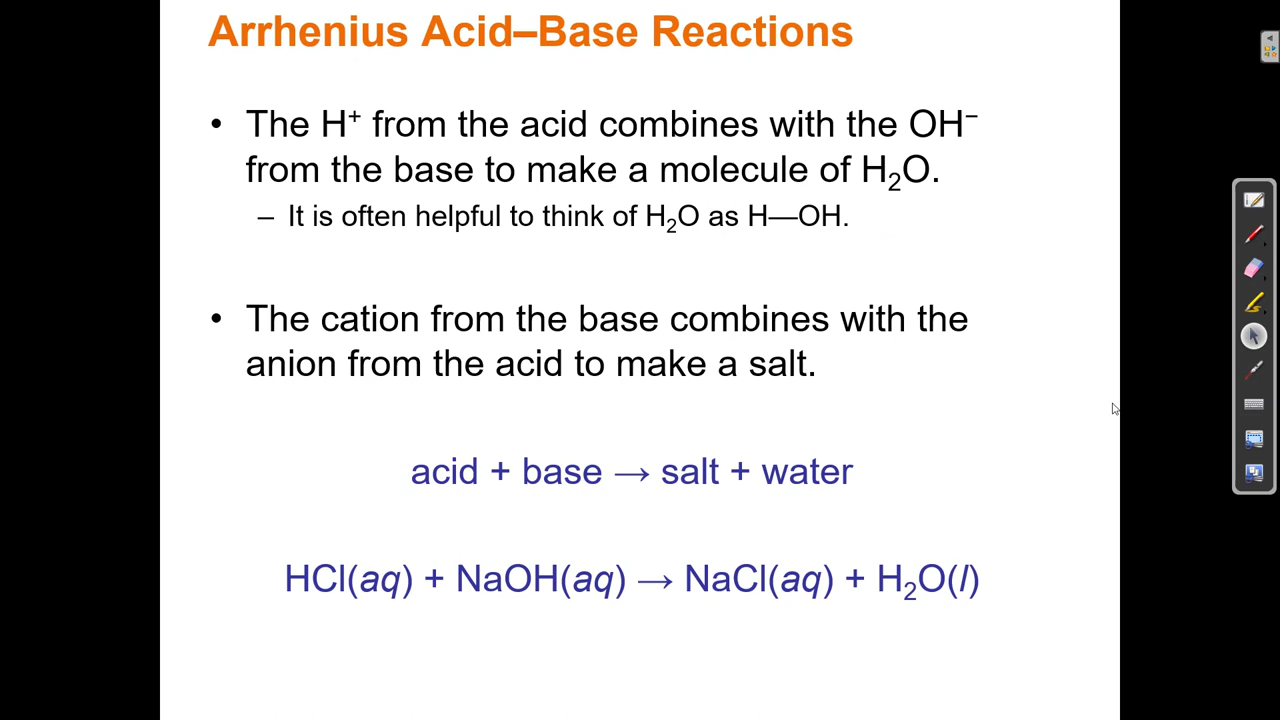 Arrhenius Acid–Base Reactions
• The H⁺ from the acid combines with the OH⁻
from the base to make a molecule of H₂O.
– It is often helpful to think of H₂O as H—OH.
• The cation from the base combines with the
anion from the acid to make a salt.
acid + base → salt + water
HCl(aq) + NaOH(aq) → NaCl(aq) + H₂O(l)